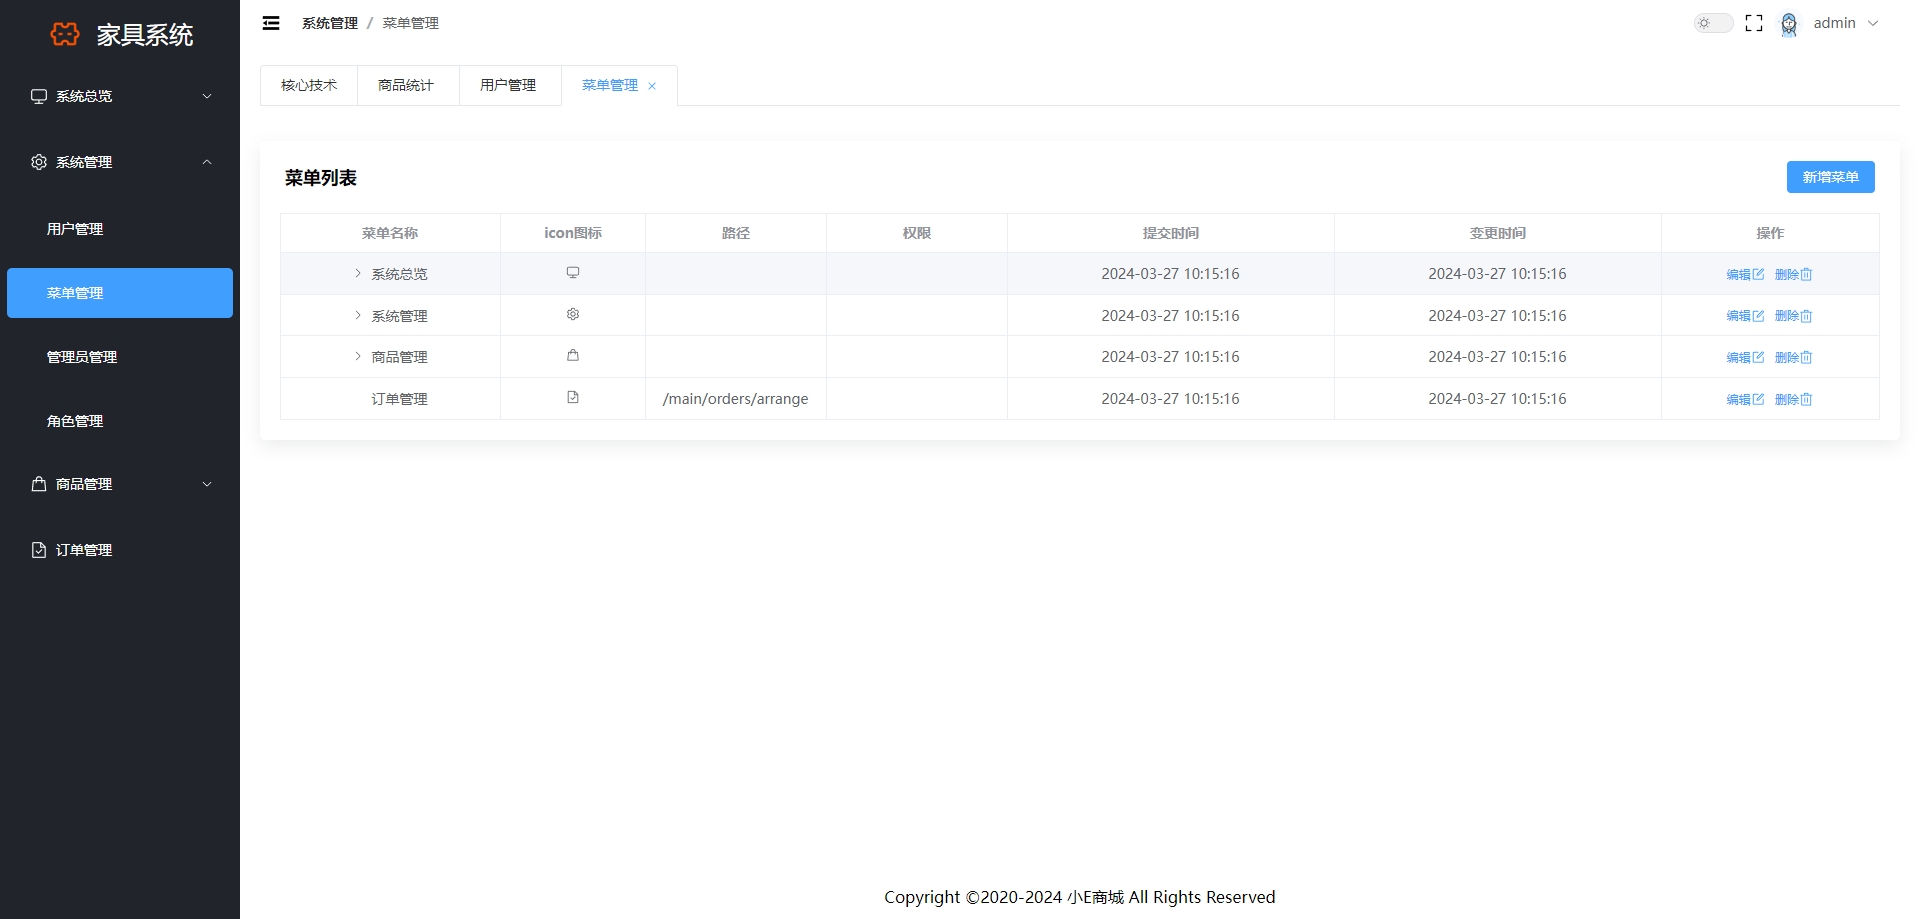 家具系统
系统总览
系统管理
用户管理
菜单管理
管理员管理
角色管理
商品管理
订单管理
系统管理 / 菜单管理
admin
核心技术 商品统计 用户管理 菜单管理
菜单列表
新增菜单
菜单名称 icon图标 路径 权限 提交时间 变更时间 操作
系统总览 2024-03-27 10:15:16 2024-03-27 10:15:16 编辑 删除
系统管理 2024-03-27 10:15:16 2024-03-27 10:15:16 编辑 删除
商品管理 2024-03-27 10:15:16 2024-03-27 10:15:16 编辑 删除
订单管理 /main/orders/arrange 2024-03-27 10:15:16 2024-03-27 10:15:16 编辑 删除
Copyright ©2020-2024 小E商城 All Rights Reserved